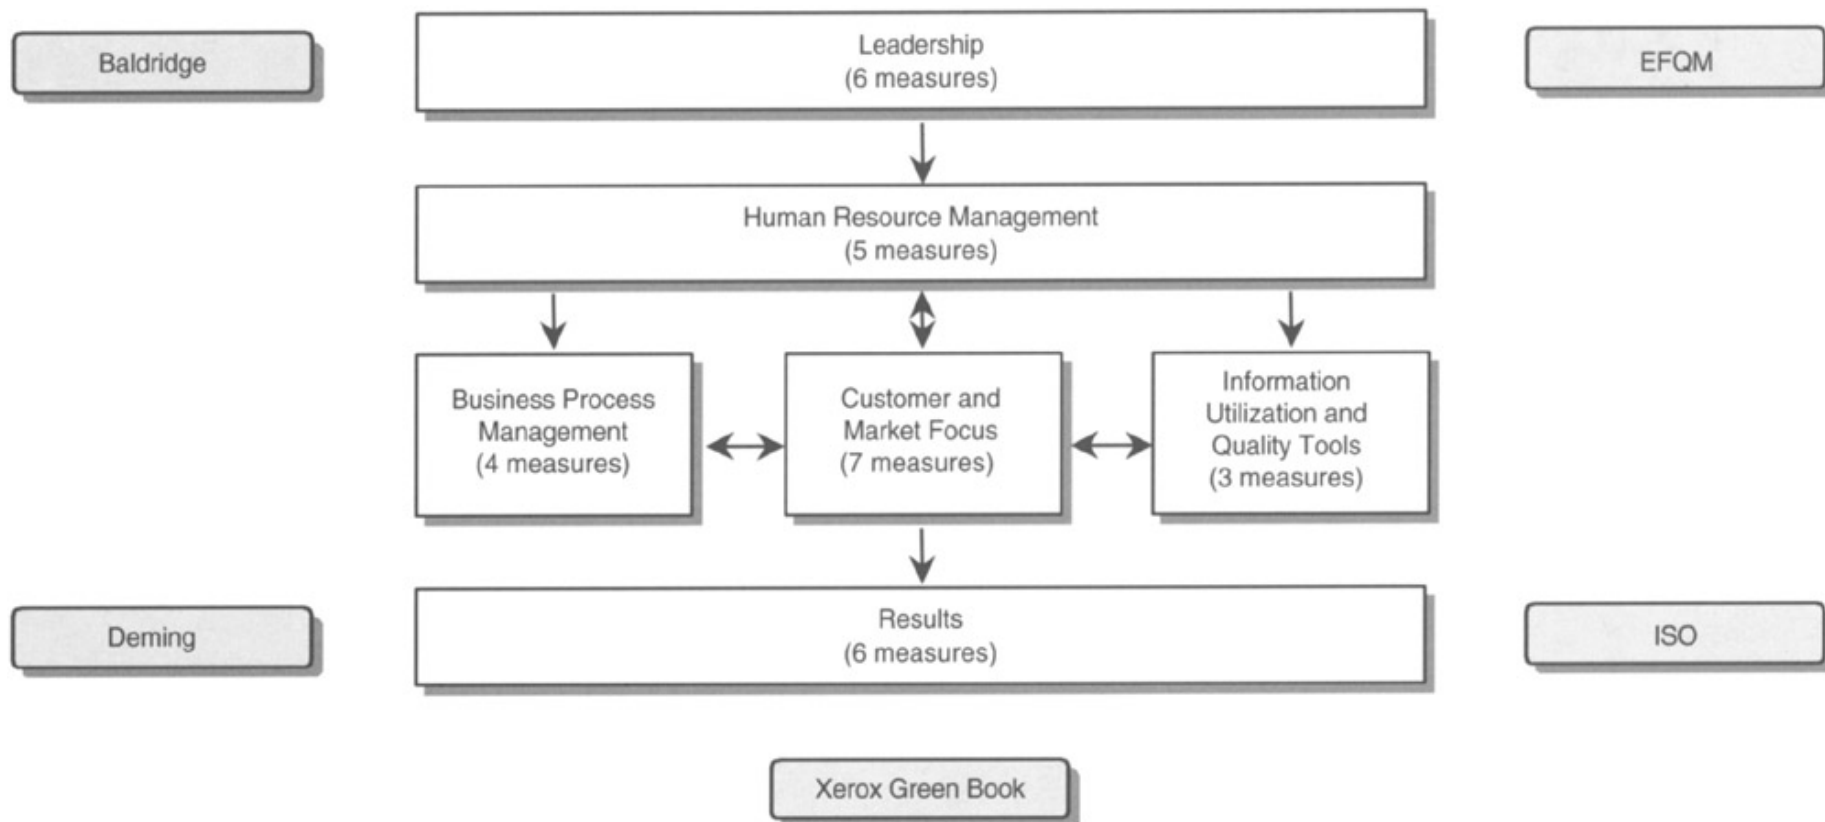 Baldridge
Leadership
(6 measures)
EFQM
Human Resource Management
(5 measures)
Business Process
Management
(4 measures)
Customer and
Market Focus
(7 measures)
Information
Utilization and
Quality Tools
(3 measures)
Deming
Results
(6 measures)
ISO
Xerox Green Book